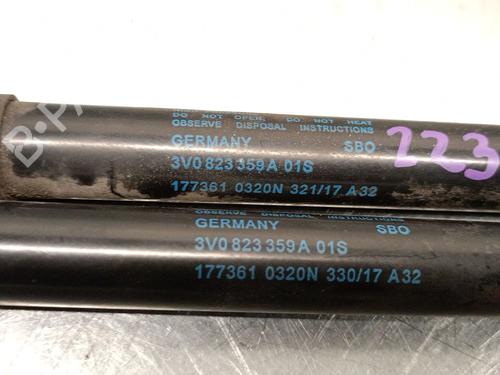 DO NOT OPEN. DO NOT HEAT
OBSERVE DISPOSAL INSTRUCTIONS
GERMANY SBO
3V0 823 359A 01S
177361 0320N 321/17 A32
223
OBSERVE DISPOSAL INSTRUCTIONS
GERMANY SBO
3V0 823 359A 01S
177361 0320N 330/17 A32